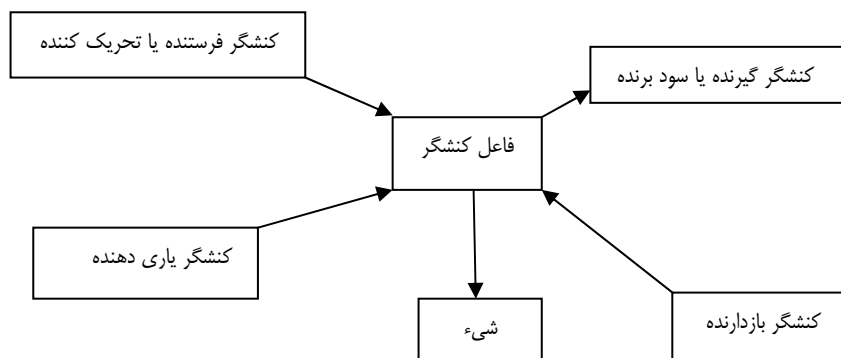 کنشگر فرستنده یا تحریک کننده
کنشگر گیرنده یا سود برنده
فاعل کنشگر
کنشگر یاری دهنده
شیء
کنشگر بازدارنده